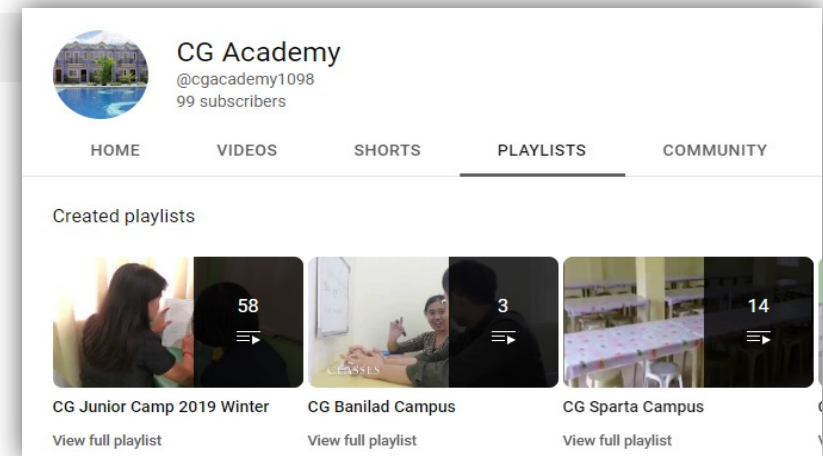 CG Academy
@cgacademy1098
99 subscribers
HOME VIDEOS SHORTS PLAYLISTS COMMUNITY
Created playlists
58 3 14
CLASSES
CG Junior Camp 2019 Winter CG Banilad Campus CG Sparta Campus
View full playlist View full playlist View full playlist